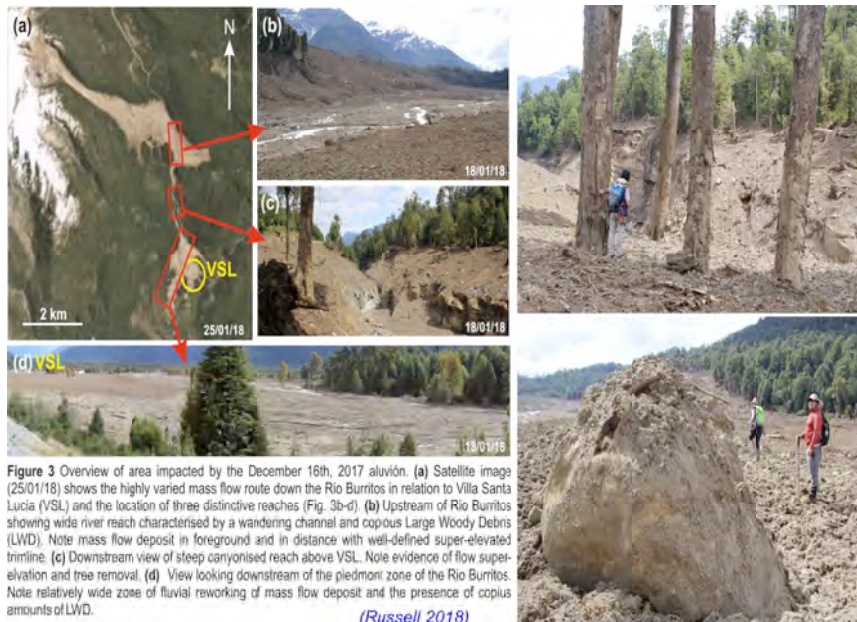 (a)
N
VSL
2 km
25/01/18
(b)
18/01/18
(c)
18/01/18
(d) VSL
18/01/18
Figure 3 Overview of area impacted by the December 16th, 2017 aluvión. (a) Satellite image
(25/01/18) shows the highly varied mass flow route down the Rio Burritos in relation to Villa Santa
Lucia (VSL) and the location of three distinctive reaches (Fig. 3b-d). (b) Upstream of Rio Burritos
showing wide river reach characterised by a wandering channel and copious Large Woody Debris
(LWD). Note mass flow deposit in foreground and in distance with well-defined super-elevated
trimline. (c) Downstream view of steep canyonised reach above VSL. Note evidence of flow super-
elvation and tree removal. (d) View looking downstream of the piedmont zone of the Rio Burritos.
Note relatively wide zone of fluvial reworking of mass flow deposit and the presence of copius
amounts of LWD.
(Russell 2018)